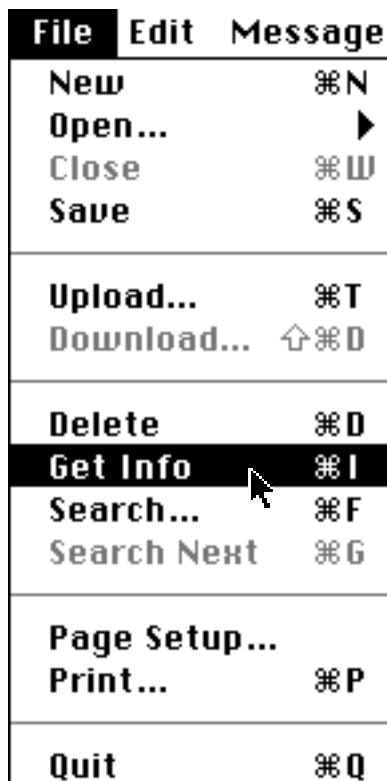 File Edit Message
New ⌘N
Open... ▶
Close ⌘W
Save ⌘S
Upload... ⌘T
Download... ⇧⌘D
Delete ⌘D
Get Info ⌘I
Search... ⌘F
Search Next ⌘G
Page Setup...
Print... ⌘P
Quit ⌘Q